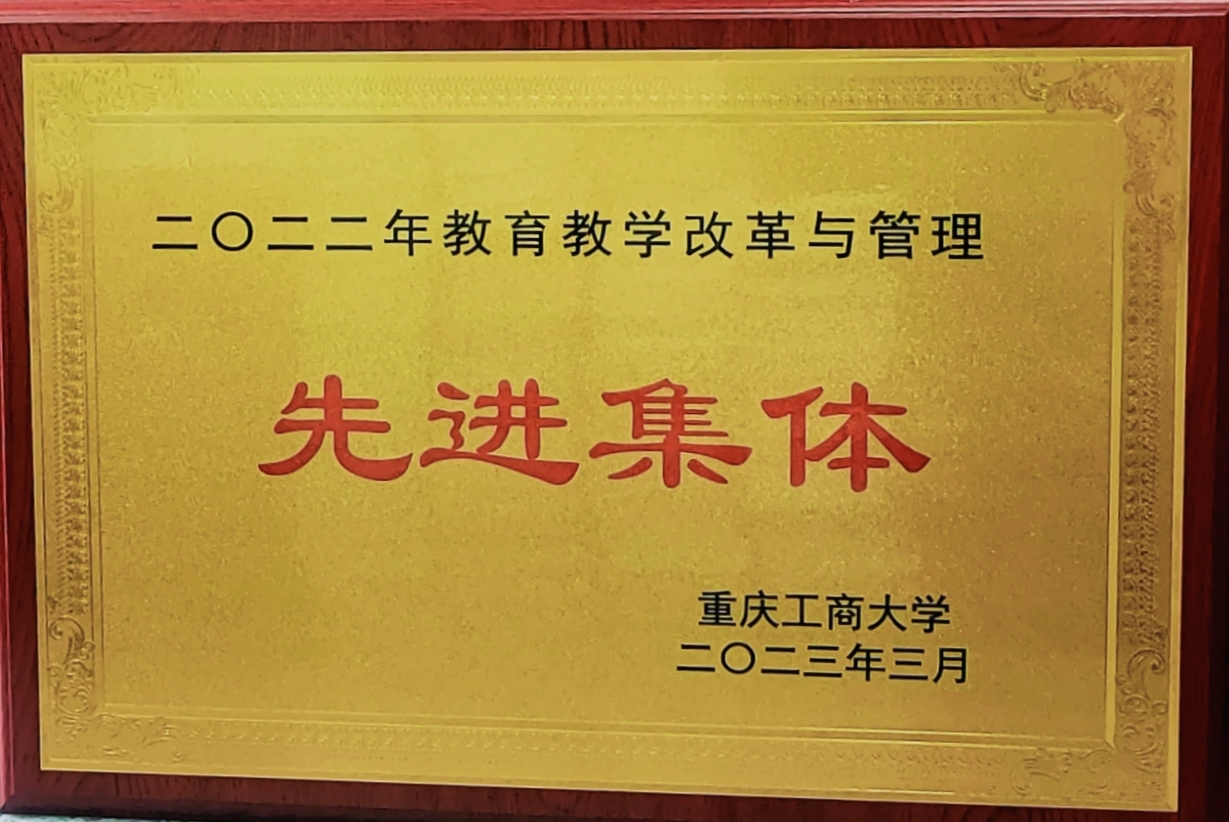 二〇二二年教育教学改革与管理
先进集体
重庆工商大学
二〇二三年三月